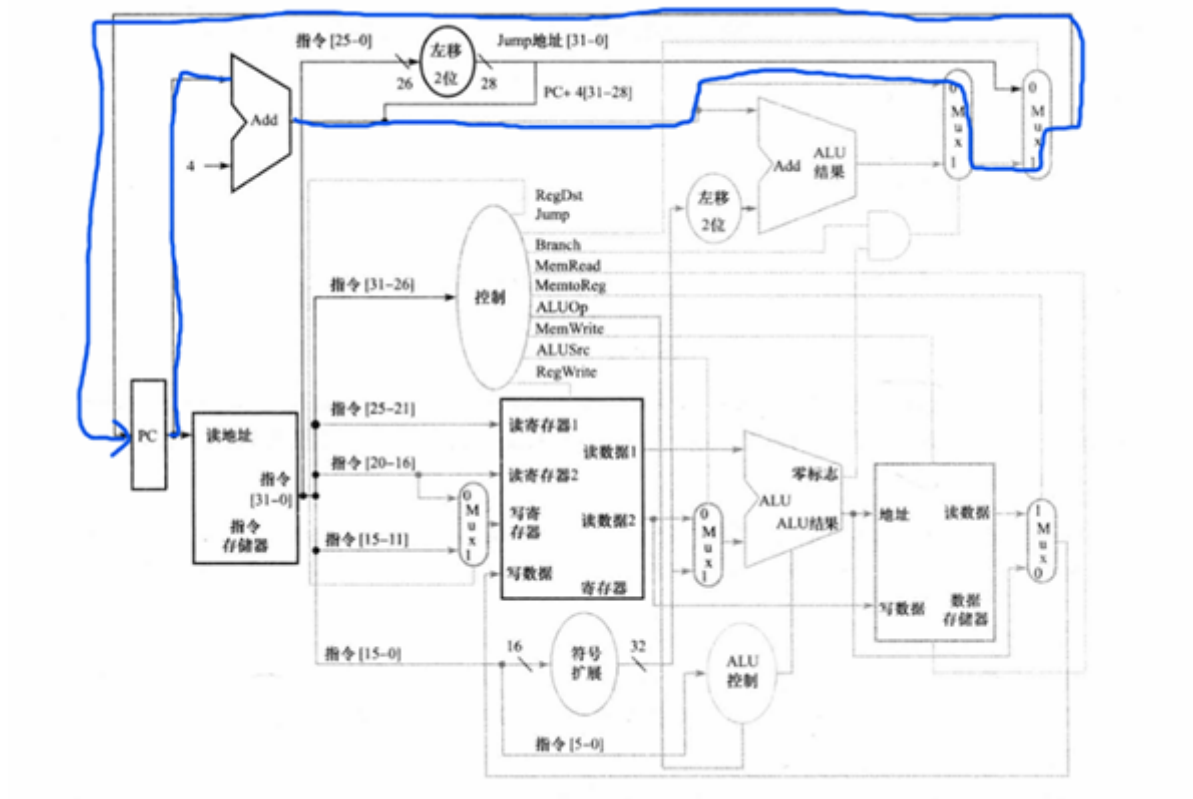 指令 [25–0]
左移
2位
26
28
Jump地址 [31–0]
PC+ 4[31–28]
Add
4
0
M
u
x
1
0
M
u
x
1
Add
ALU
结果
左移
2位
RegDst
Jump
Branch
MemRead
MemtoReg
ALUOp
MemWrite
ALUSrc
RegWrite
控制
指令 [31–26]
PC
读地址
指令
[31–0]
指令
存储器
指令 [25–21]
指令 [20–16]
指令 [15–11]
0
M
u
x
1
读寄存器1
读寄存器2
写寄
存器
写数据
读数据1
读数据2
寄存器
0
M
u
x
1
零标志
ALU
ALU结果
地址
读数据
写数据
数据
存储器
1
M
u
x
0
指令 [15–0]
16
符号
扩展
32
ALU
控制
指令 [5–0]